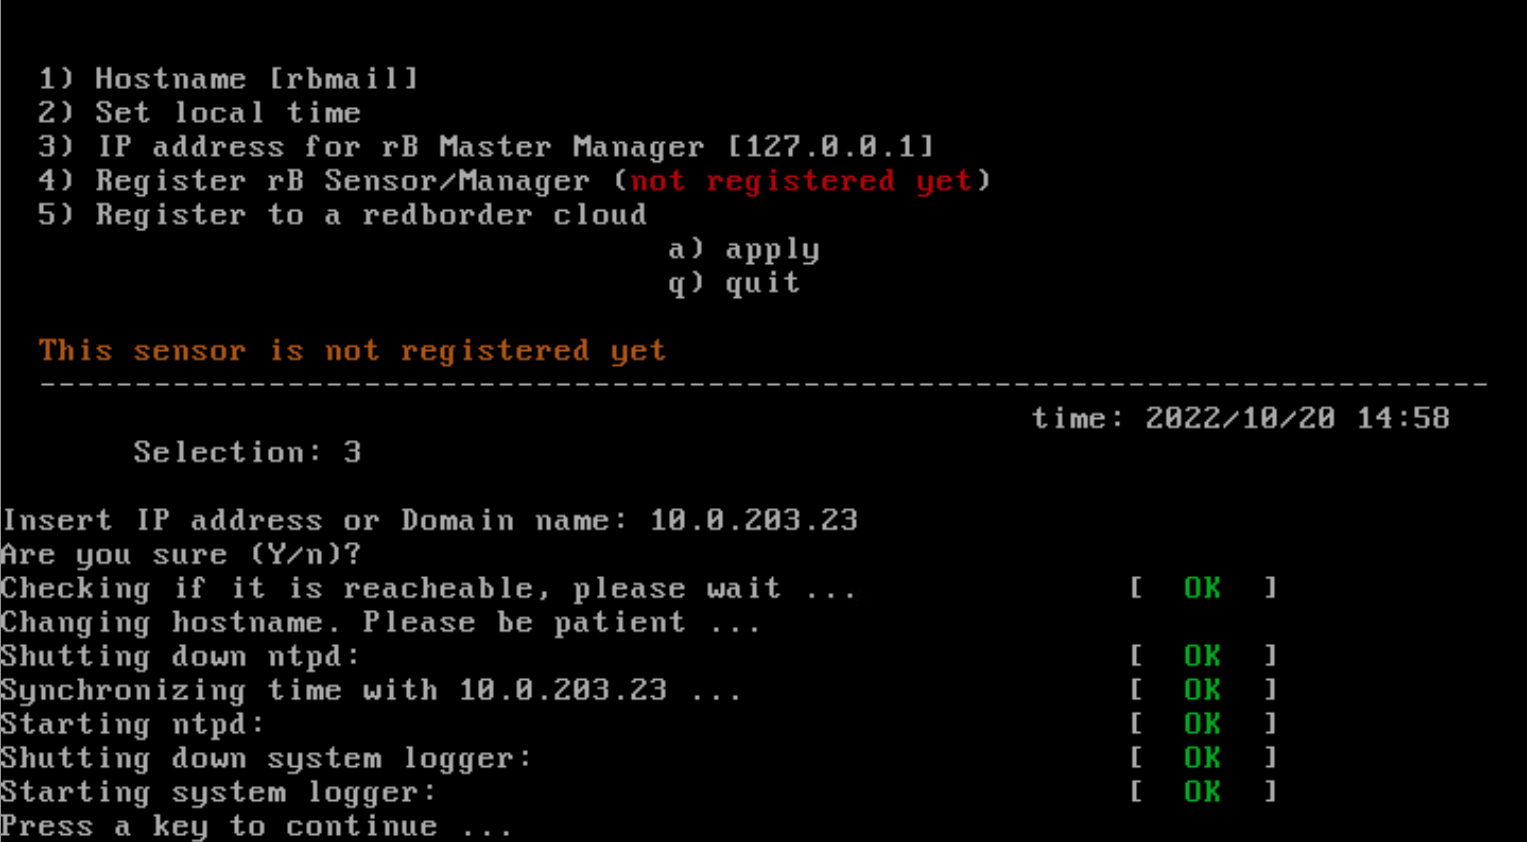 1) Hostname [rbmail]
2) Set local time
3) IP address for rB Master Manager [127.0.0.1]
4) Register rB Sensor/Manager (not registered yet)
5) Register to a redborder cloud
a) apply
q) quit
This sensor is not registered yet
----------------------------------------------------------------------------
time: 2022/10/20 14:58
Selection: 3
Insert IP address or Domain name: 10.0.203.23
Are you sure (Y/n)?
Checking if it is reacheable, please wait ... [ OK ]
Changing hostname. Please be patient ...
Shutting down ntpd: [ OK ]
Synchronizing time with 10.0.203.23 ... [ OK ]
Starting ntpd: [ OK ]
Shutting down system logger: [ OK ]
Starting system logger: [ OK ]
Press a key to continue ...